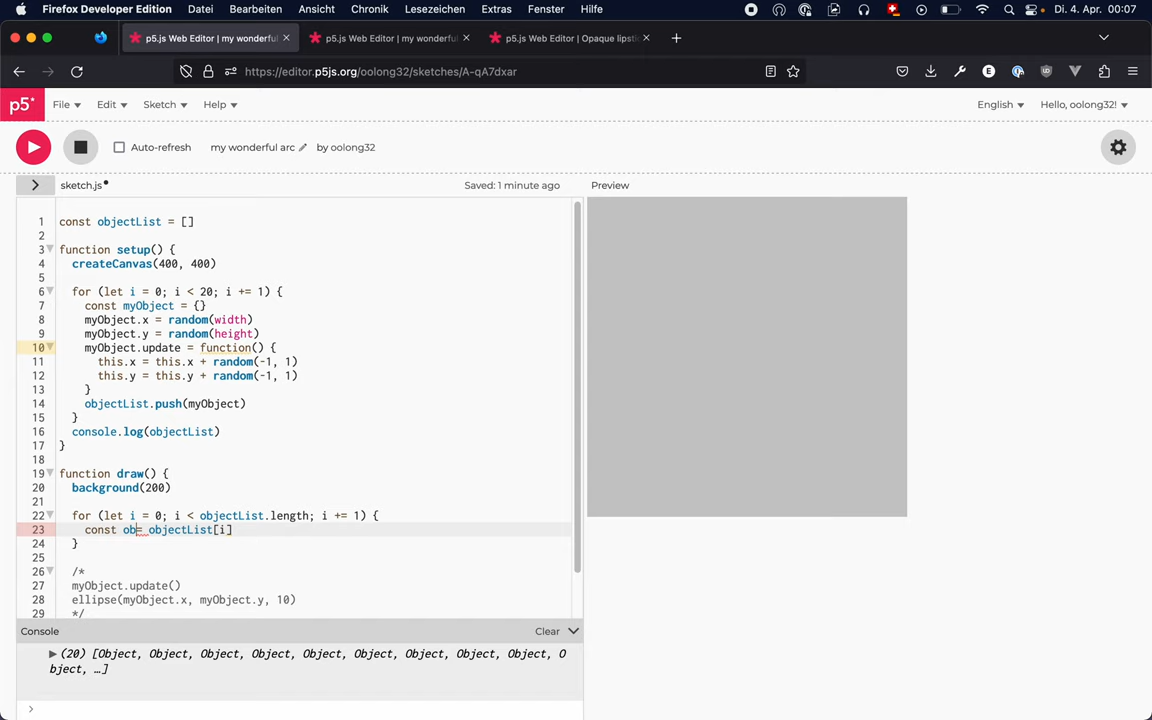 Firefox Developer Edition Datei Bearbeiten Ansicht Chronik Lesezeichen Extras Fenster Hilfe Di. 4. Apr. 00:07
p5.js Web Editor | my wonderful p5.js Web Editor | my wonderful p5.js Web Editor | Opaque lipstic
https://editor.p5js.org/oolong32/sketches/A-qA7dxar
p5* File Edit Sketch Help English Hello, oolong32!
Auto-refresh my wonderful arc by oolong32
sketch.js Saved: 1 minute ago Preview
1 const objectList = []
2
3 function setup() {
4 createCanvas(400, 400)
5
6 for (let i = 0; i < 20; i += 1) {
7 const myObject = {}
8 myObject.x = random(width)
9 myObject.y = random(height)
10 myObject.update = function() {
11 this.x = this.x + random(-1, 1)
12 this.y = this.y + random(-1, 1)
13 }
14 objectList.push(myObject)
15 }
16 console.log(objectList)
17 }
18
19 function draw() {
20 background(200)
21
22 for (let i = 0; i < objectList.length; i += 1) {
23 const ob= objectList[i]
24 }
25
26 /*
27 myObject.update()
28 ellipse(myObject.x, myObject.y, 10)
29 */
Console Clear
(20) [Object, Object, Object, Object, Object, Object, Object, Object, Object, O
bject, …]
>